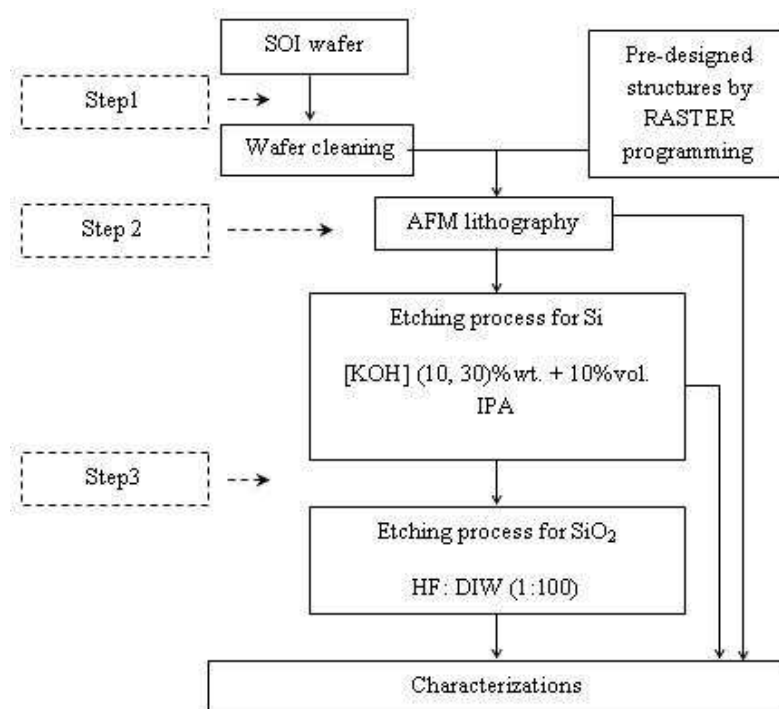 SOI wafer
Pre-designed
structures by
RASTER
programming
Step1
Wafer cleaning
Step 2
AFM lithography
Etching process for Si
[KOH] (10, 30)%wt. + 10%vol.
IPA
Step3
Etching process for SiO₂
HF: DIW (1:100)
Characterizations